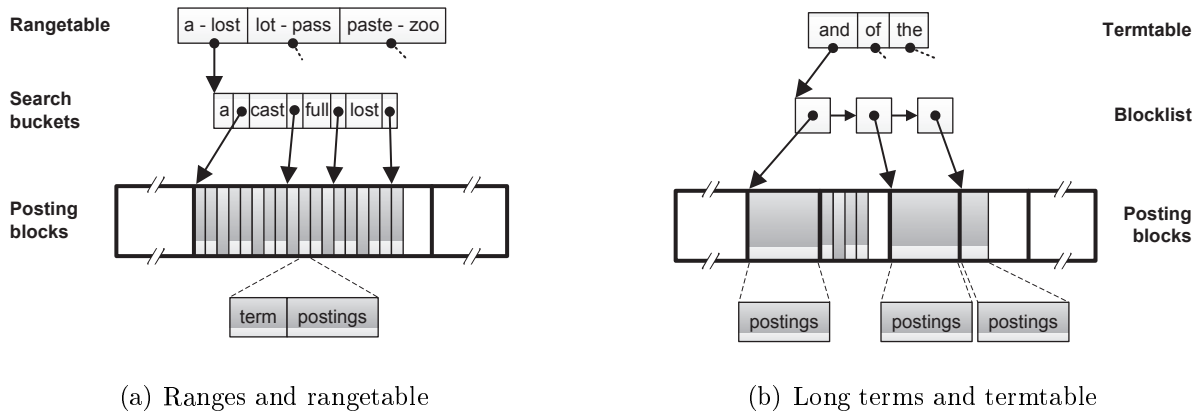 Rangetable
a - lost lot - pass paste - zoo
Search
buckets
a cast full lost
Posting
blocks
term postings
(a) Ranges and rangetable
and of the
Termtable
Blocklist
Posting
blocks
postings postings postings
(b) Long terms and termtable